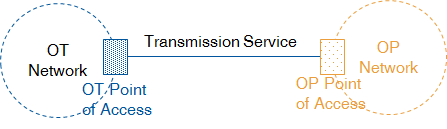 OT
Network
Transmission Service
OP
Network
OT Point
of Access
OP Point
of Access